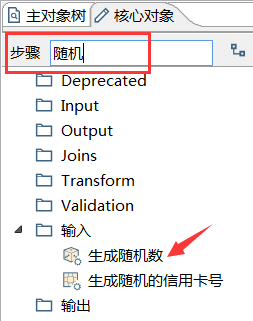 主对象树 核心对象
步骤 随机
Deprecated
Input
Output
Joins
Transform
Validation
输入
生成随机数
生成随机的信用卡号
输出